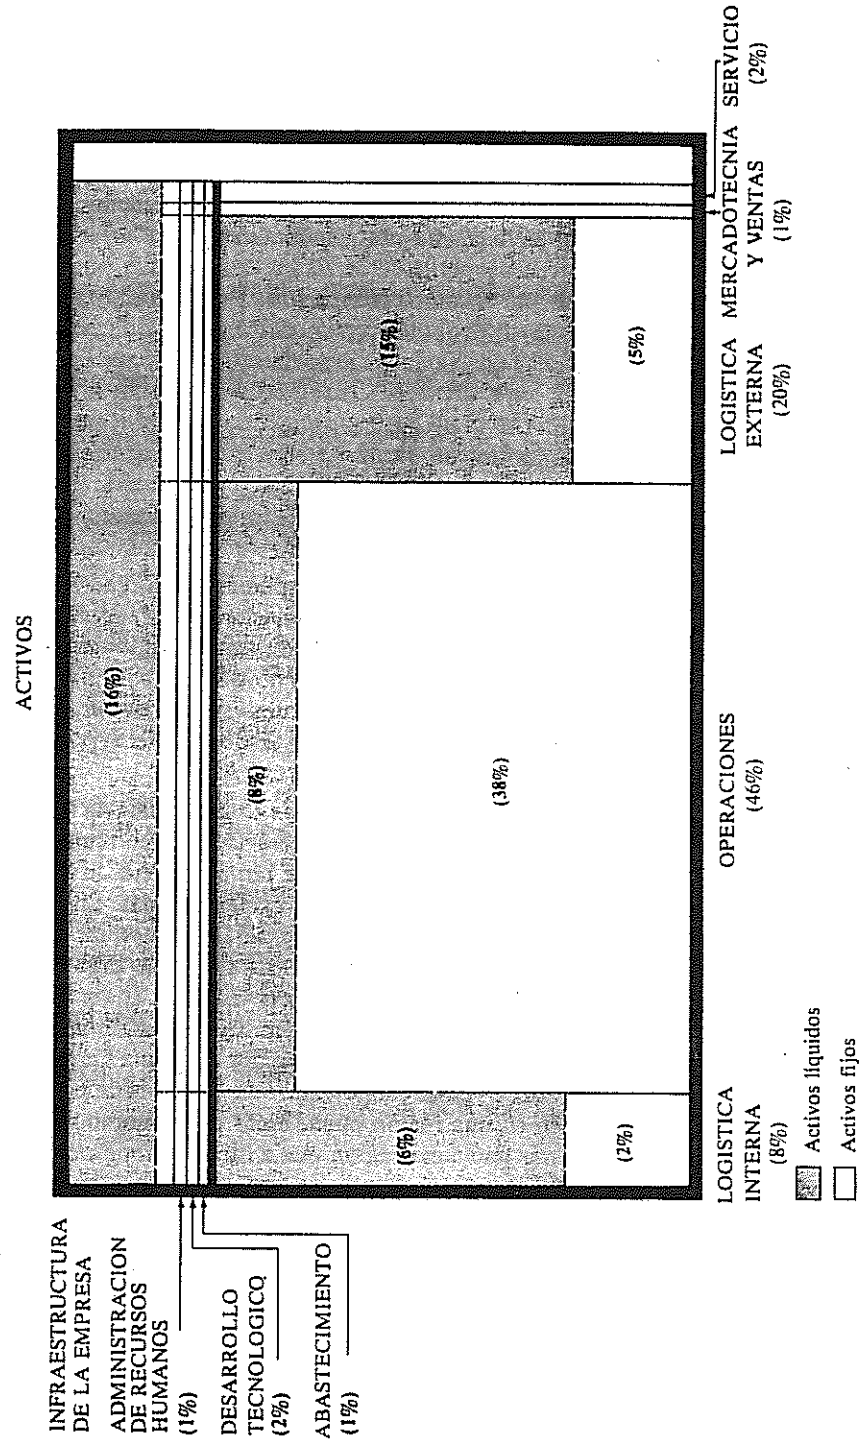 ACTIVOS
INFRAESTRUCTURA
DE LA EMPRESA
ADMINISTRACION
DE RECURSOS
HUMANOS
(1%)
DESARROLLO
TECNOLOGICO
(2%)
ABASTECIMIENTO
(1%)
(16%)
(6%)
(2%)
(8%)
(38%)
(15%)
(5%)
LOGISTICA
INTERNA
(8%)
OPERACIONES
(46%)
LOGISTICA
EXTERNA
(20%)
MERCADOTECNIA
Y VENTAS
(1%)
SERVICIO
(2%)
Activos líquidos
Activos fijos